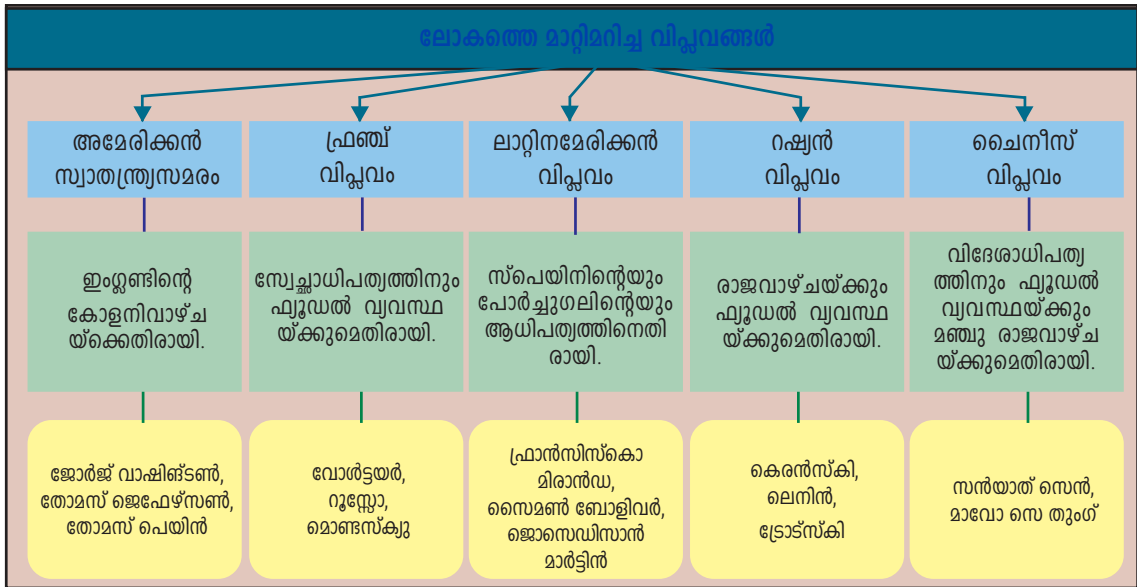 ലോകത്തെ മാറ്റിമറിച്ച വിപ്ലവങ്ങൾ
അമേരിക്കൻ
സ്വാതന്ത്ര്യസമരം
ഫ്രഞ്ച്
വിപ്ലവം
ലാറ്റിനമേരിക്കൻ
വിപ്ലവം
റഷ്യൻ
വിപ്ലവം
ചൈനീസ്
വിപ്ലവം
ഇംഗ്ലണ്ടിന്റെ
കോളനിവാഴ്ച
യ്ക്കെതിരായി.
സ്വേച്ഛാധിപത്യത്തിനും
ഫ്യൂഡൽ വ്യവസ്ഥ
യ്ക്കുമെതിരായി.
സ്പെയിനിന്റെയും
പോർച്ചുഗലിന്റെയും
ആധിപത്യത്തിനെതി
രായി.
രാജവാഴ്ചയ്ക്കും
ഫ്യൂഡൽ വ്യവസ്ഥ
യ്ക്കുമെതിരായി.
വിദേശാധിപത്യ
ത്തിനും ഫ്യൂഡൽ
വ്യവസ്ഥയ്ക്കും
മഞ്ചു രാജവാഴ്ച
യ്ക്കുമെതിരായി.
ജോർജ് വാഷിങ്ടൺ,
തോമസ് ജെഫേഴ്സൺ,
തോമസ് പെയിൻ
വോൾട്ടയർ,
റൂസ്സോ,
മൊണ്ടസ്ക്യു
ഫ്രാൻസിസ്കൊ
മിരാൻഡ,
സൈമൺ ബോളിവർ,
ജൊസെഡിസാൻ
മാർട്ടിൻ
കെരൻസ്കി,
ലെനിൻ,
ട്രോട്സ്കി
സൻയാത് സെൻ,
മാവോ സെ തുംഗ്